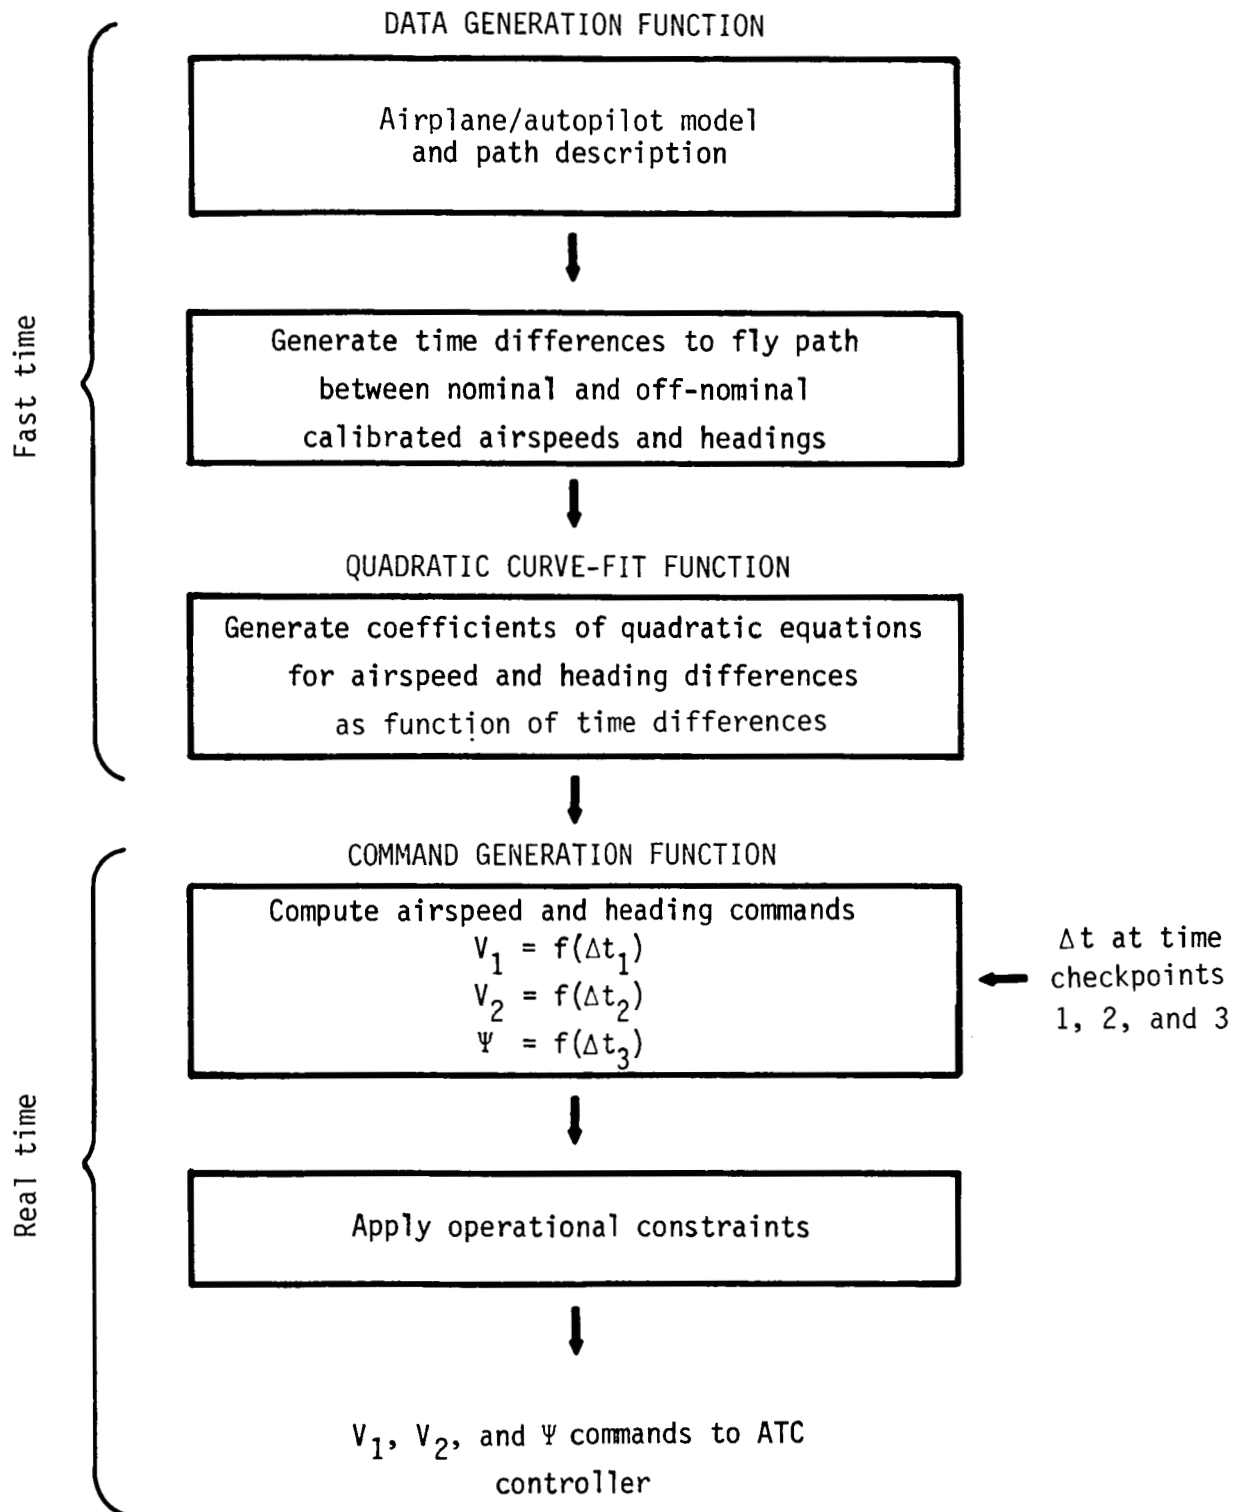 DATA GENERATION FUNCTION
Airplane/autopilot model
and path description
Fast time
Generate time differences to fly path
between nominal and off-nominal
calibrated airspeeds and headings
QUADRATIC CURVE-FIT FUNCTION
Generate coefficients of quadratic equations
for airspeed and heading differences
as function of time differences
COMMAND GENERATION FUNCTION
Compute airspeed and heading commands
V₁ = f(Δt₁)
V₂ = f(Δt₂)
Ψ = f(Δt₃)
Δt at time
checkpoints
1, 2, and 3
Real time
Apply operational constraints
V₁, V₂, and Ψ commands to ATC
controller